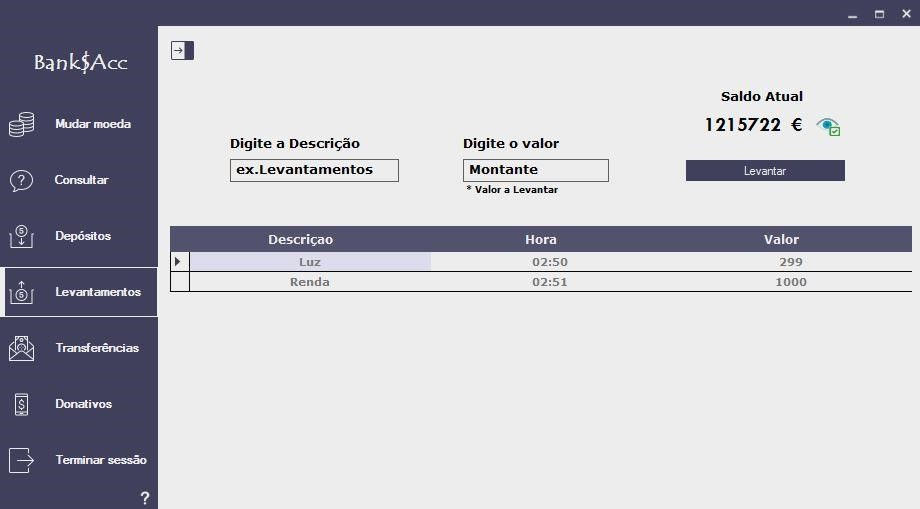 Bank$Acc
Mudar moeda
Consultar
Depósitos
Levantamentos
Transferências
Donativos
Terminar sessão
?
Saldo Atual
1215722 €
Digite a Descrição
Digite o valor
ex.Levantamentos
Montante
Levantar
* Valor a Levantar
Descriçao Hora Valor
Luz 02:50 299
Renda 02:51 1000